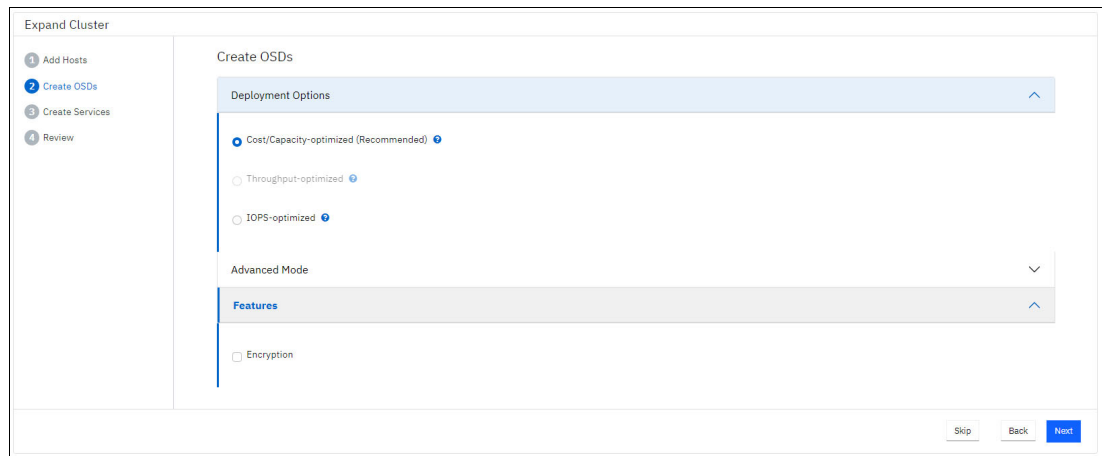 Expand Cluster
1 Add Hosts
2 Create OSDs
3 Create Services
4 Review
Create OSDs
Deployment Options
Cost/Capacity-optimized (Recommended) ?
Throughput-optimized ?
IOPS-optimized ?
Advanced Mode
Features
Encryption
Skip Back Next